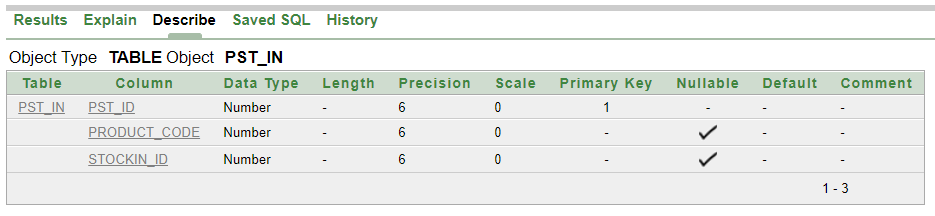 Results Explain Describe Saved SQL History
Object Type TABLE Object PST_IN
Table Column Data Type Length Precision Scale Primary Key Nullable Default Comment
PST_IN PST_ID Number - 6 0 1 - - -
PRODUCT_CODE Number - 6 0 - ✓ - -
STOCKIN_ID Number - 6 0 - ✓ - -
1 - 3